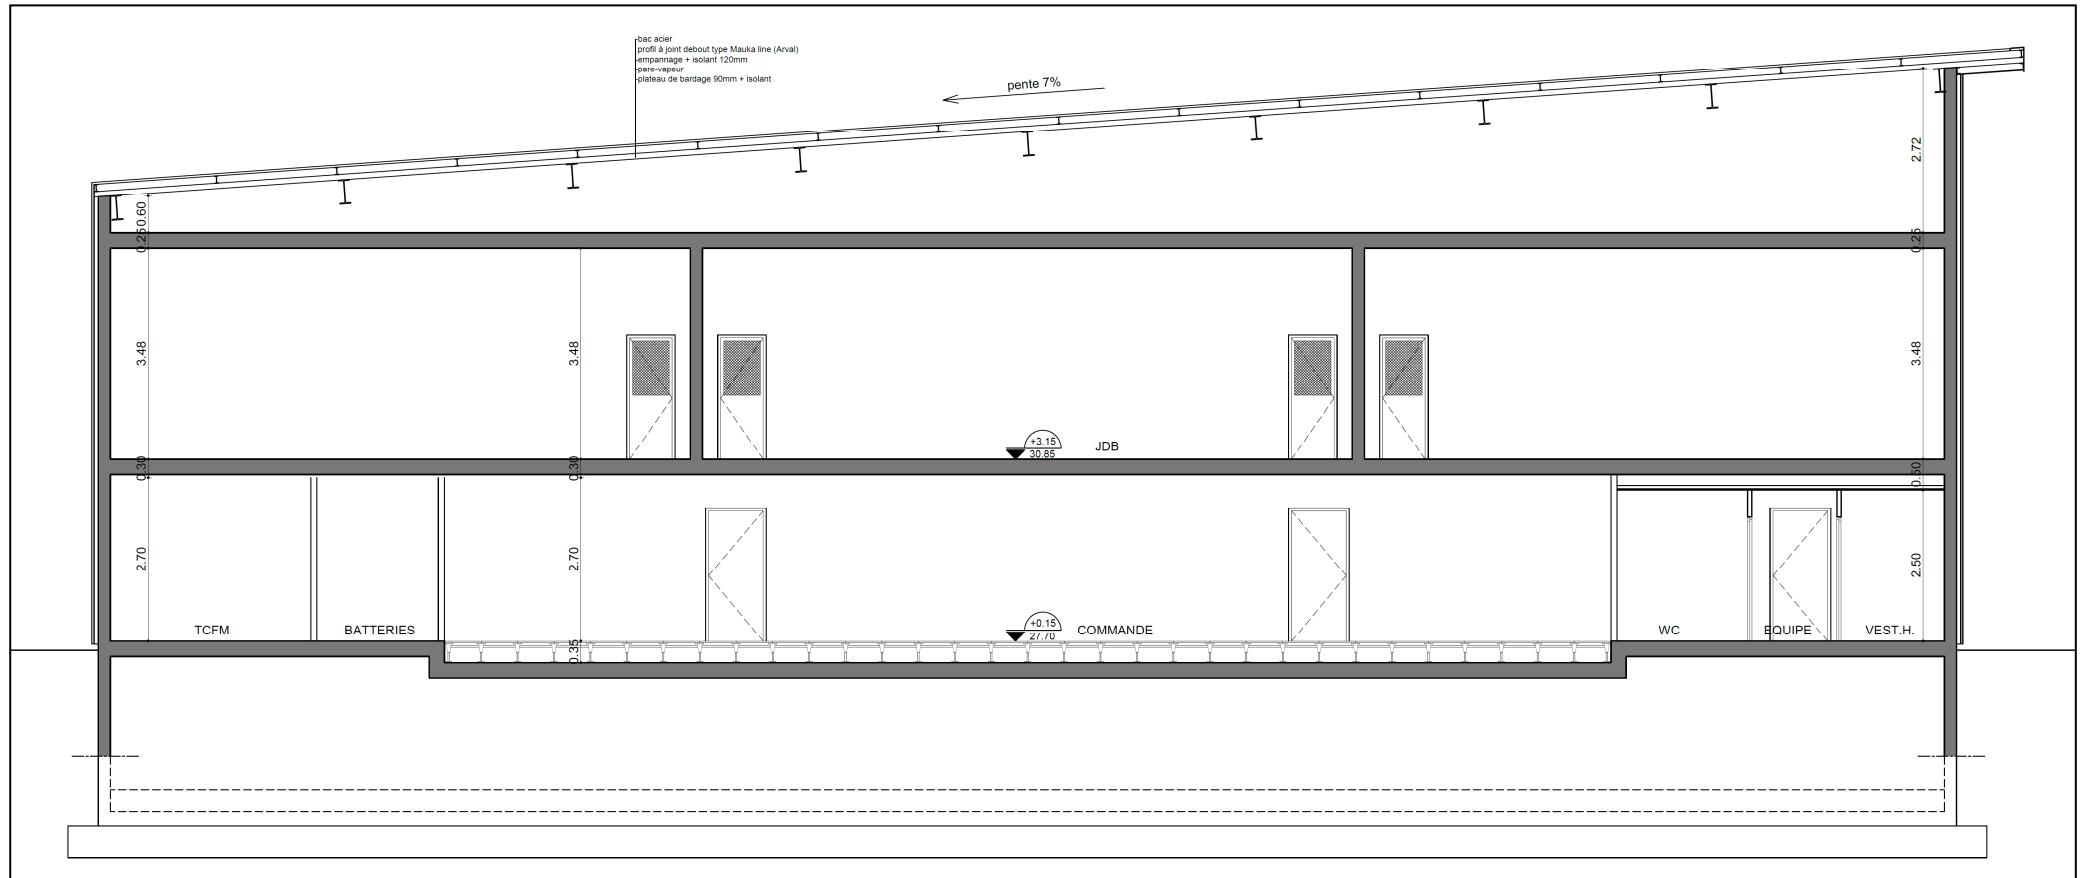 bac acier
profil à joint debout type Mauka line (Arval)
empannage + isolant 120mm
pare-vapeur
plateau de bardage 90mm + isolant
pente 7%
2.72
0.60
0.25
0.25
3.48
3.48
3.48
+3.15
30.85
JDB
0.30
0.30
0.50
2.70
2.70
2.50
TCFM
BATTERIES
+0.15
27.70
COMMANDE
WC
EQUIPE
VEST.H.
0.35